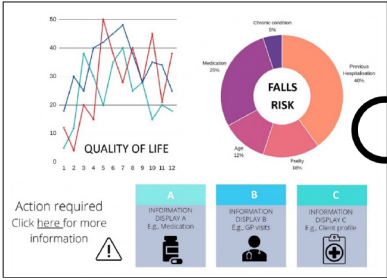 50
40
30
20
10
0
1 2 3 4 5 6 7 8 9 10 11 12
QUALITY OF LIFE
Chronic condition
5%
Medication
25%
Previous
Hospitalisation
40%
Age
12%
Frailty
18%
FALLS
RISK
Action required
Click here for more
information
A
INFORMATION
DISPLAY A
E.g., Medication
B
INFORMATION
DISPLAY B
E.g., GP visits
C
INFORMATION
DISPLAY C
E.g., Client profile